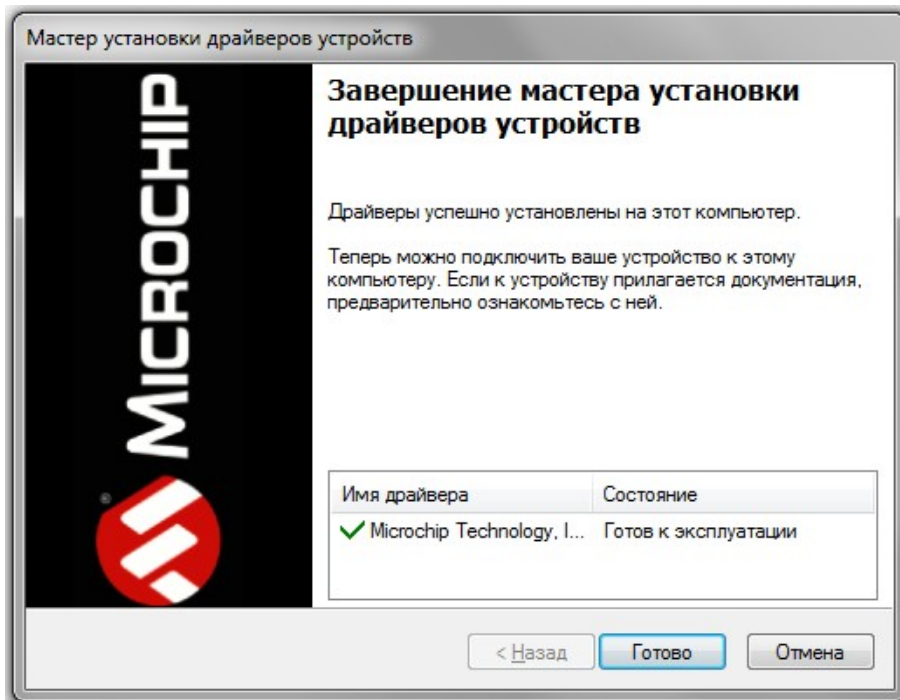 Мастер установки драйверов устройств
MICROCHIP
®
Завершение мастера установки
драйверов устройств
Драйверы успешно установлены на этот компьютер.
Теперь можно подключить ваше устройство к этому
компьютеру. Если к устройству прилагается документация,
предварительно ознакомьтесь с ней.
Имя драйвера Состояние
Microchip Technology, I... Готов к эксплуатации
< Назад Готово Отмена